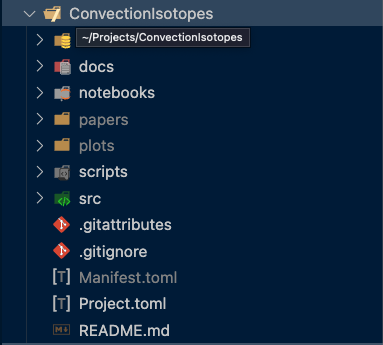 ConvectionIsotopes
~/Projects/ConvectionIsotopes
docs
notebooks
papers
plots
scripts
src
.gitattributes
.gitignore
[T] Manifest.toml
[T] Project.toml
M↓ README.md